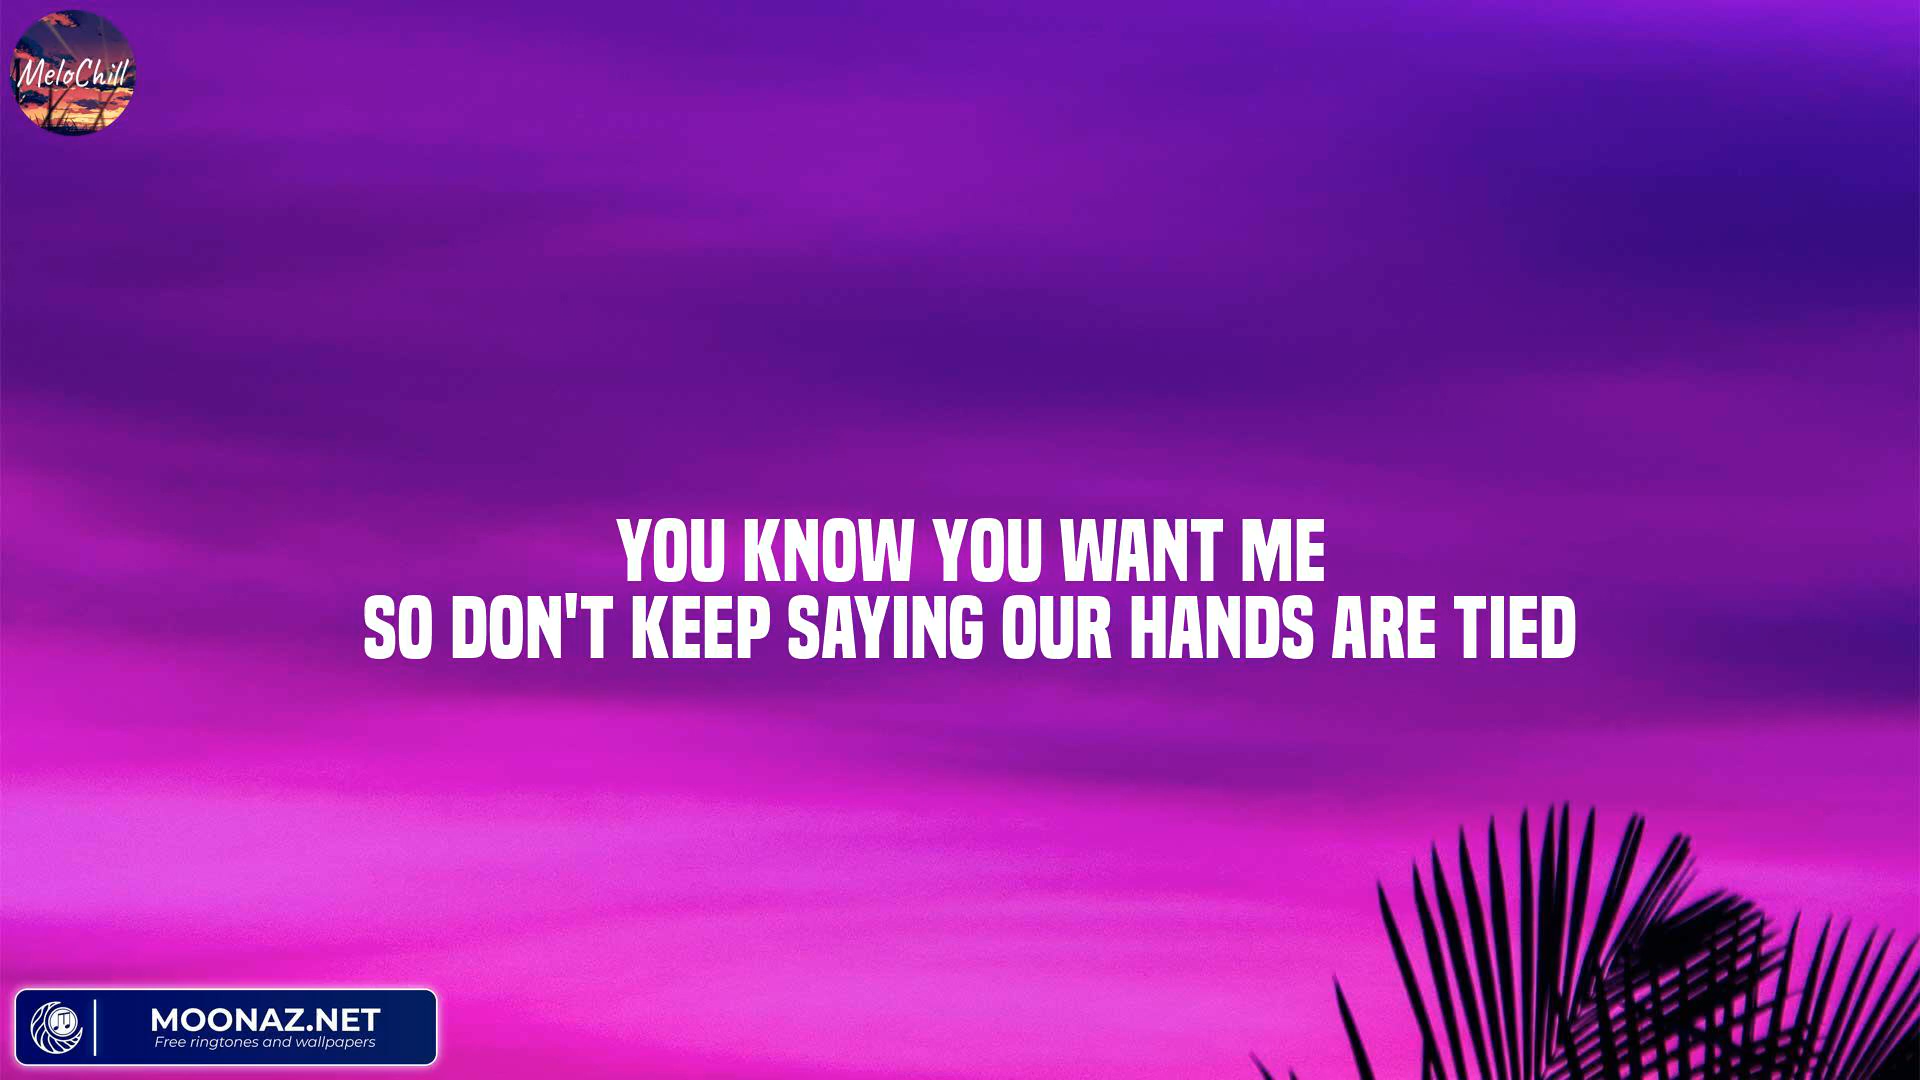 MeloChill
YOU KNOW YOU WANT ME
SO DON'T KEEP SAYING OUR HANDS ARE TIED
MOONAZ.NET
Free ringtones and wallpapers